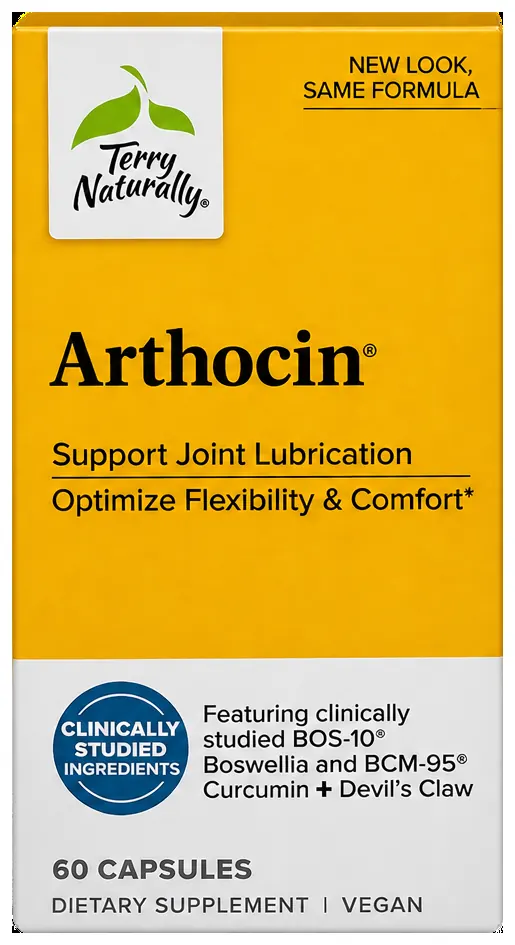 NEW LOOK,
SAME FORMULA
Terry
Naturally®
Arthocin®
Support Joint Lubrication
Optimize Flexibility & Comfort*
CLINICALLY
STUDIED
INGREDIENTS
Featuring clinically
studied BOS-10®
Boswellia and BCM-95®
Curcumin + Devil's Claw
60 CAPSULES
DIETARY SUPPLEMENT | VEGAN